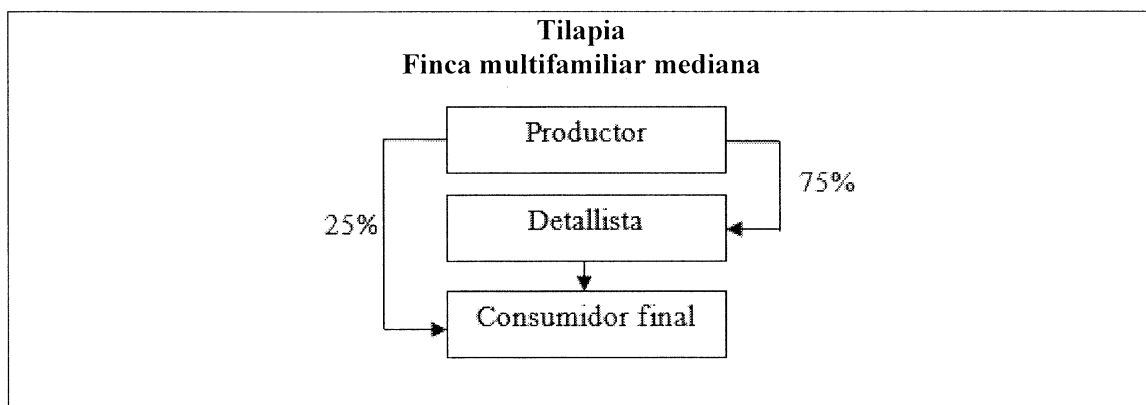 Tilapia
Finca multifamiliar mediana
Productor
75%
Detallista
25%
Consumidor final